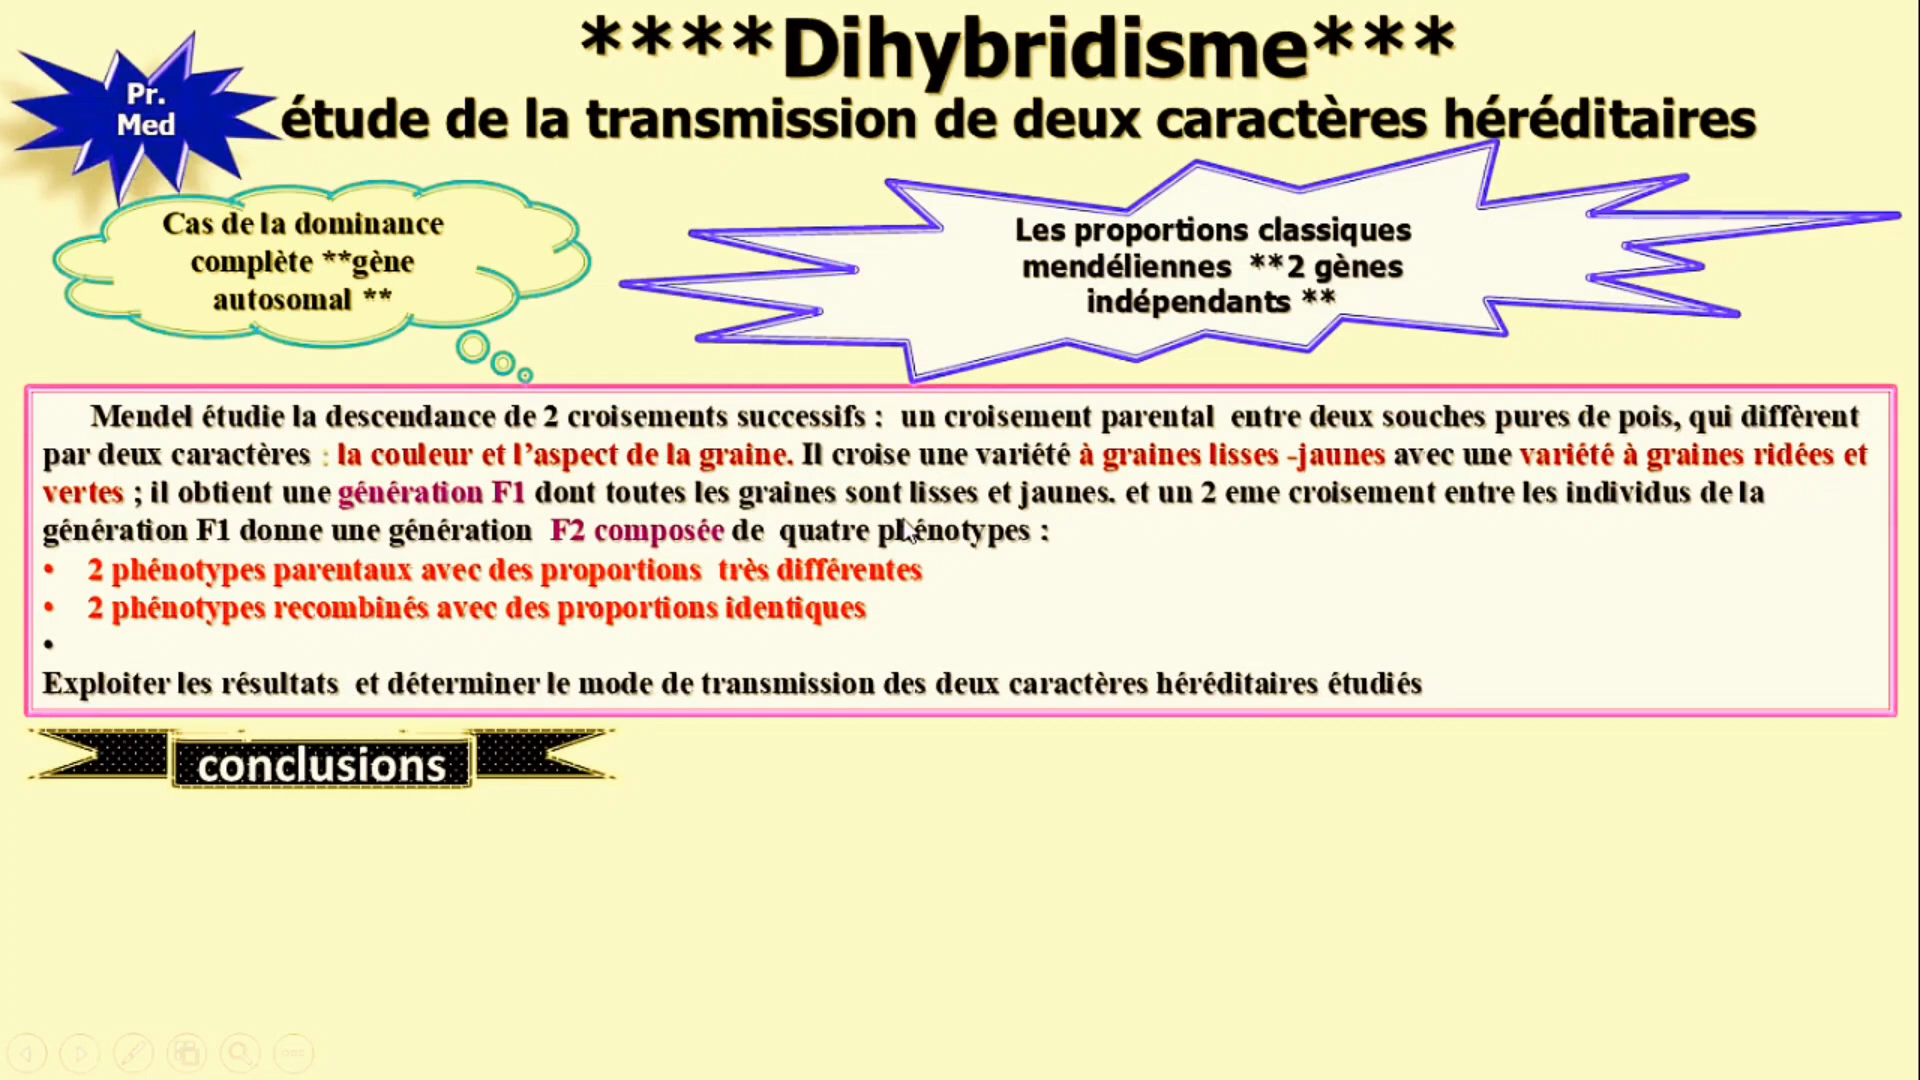 ****Dihybridisme***
étude de la transmission de deux caractères héréditaires
Pr.
Med
Cas de la dominance
complète **gène
autosomal **
Les proportions classiques
mendéliennes **2 gènes
indépendants **
Mendel étudie la descendance de 2 croisements successifs : un croisement parental entre deux souches pures de pois, qui diffèrent
par deux caractères : la couleur et l’aspect de la graine. Il croise une variété à graines lisses -jaunes avec une variété à graines ridées et
vertes ; il obtient une génération F1 dont toutes les graines sont lisses et jaunes. et un 2 eme croisement entre les individus de la
génération F1 donne une génération F2 composée de quatre phénotypes :
• 2 phénotypes parentaux avec des proportions très différentes
• 2 phénotypes recombinés avec des proportions identiques
•
Exploiter les résultats et déterminer le mode de transmission des deux caractères héréditaires étudiés
conclusions